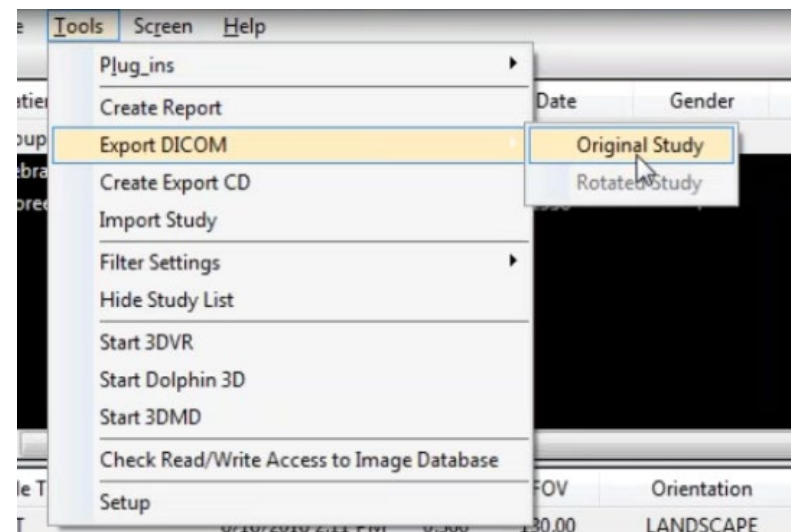 Tools Screen Help
Plug_ins
Create Report
Date Gender
Export DICOM
Original Study
Create Export CD
Rotated Study
Import Study
Filter Settings
Hide Study List
Start 3DVR
Start Dolphin 3D
Start 3DMD
Check Read/Write Access to Image Database
Setup
FOV Orientation
130.00 LANDSCAPE